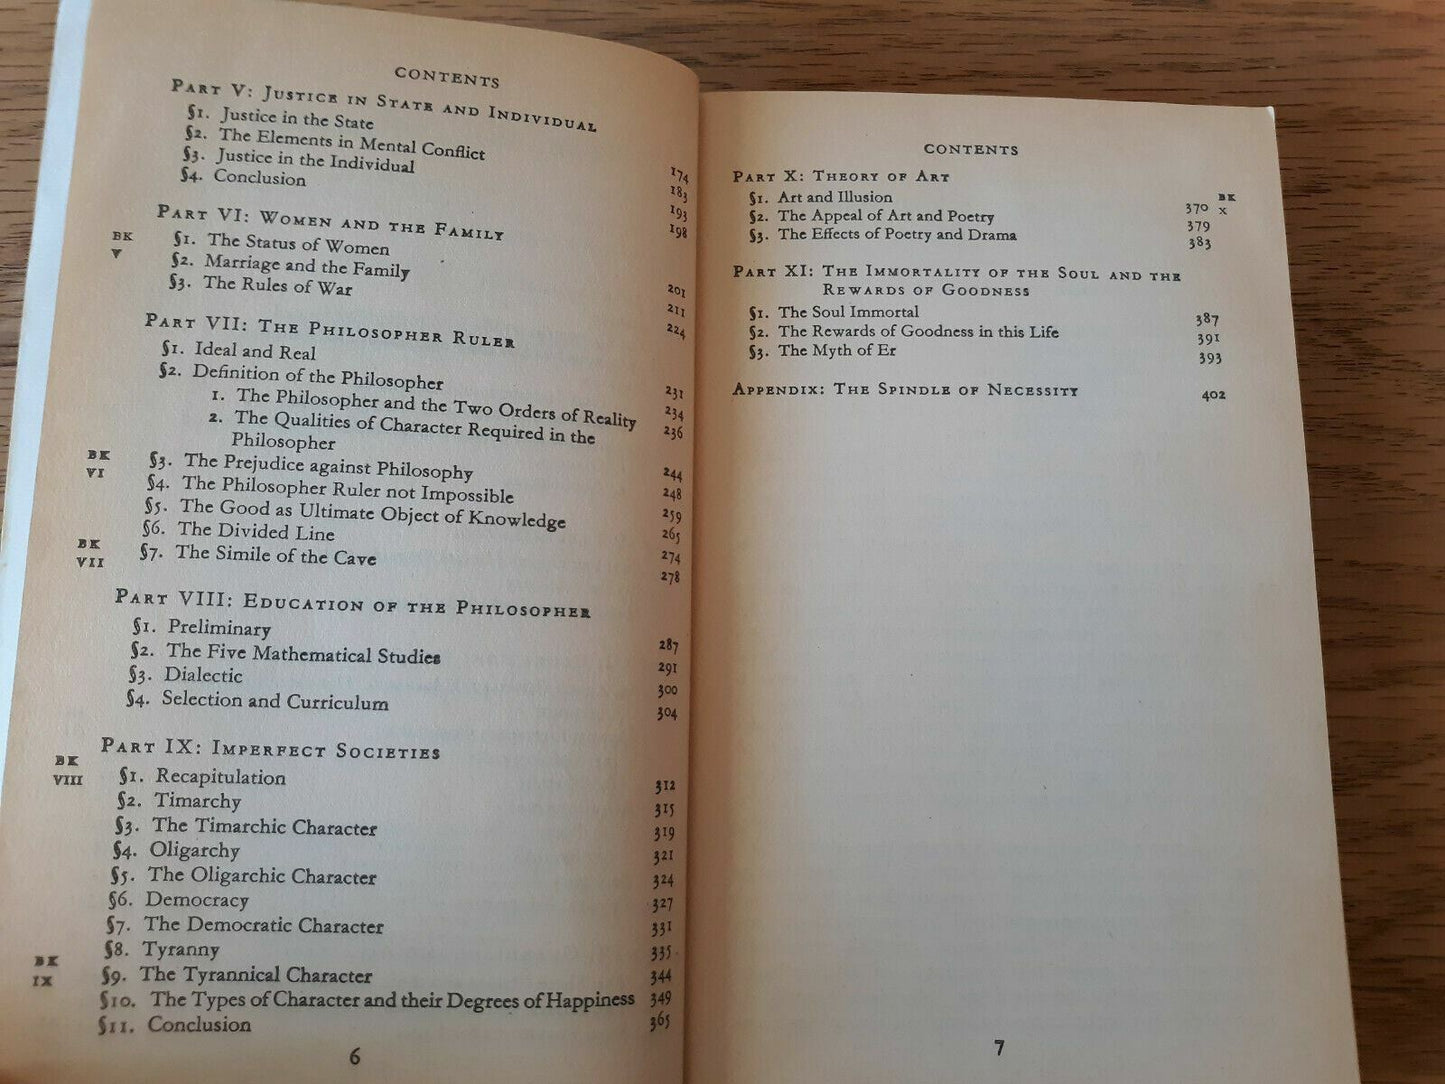 CONTENTS
PART V: JUSTICE IN STATE AND INDIVIDUAL
§1. Justice in the State 174
§2. The Elements in Mental Conflict 183
§3. Justice in the Individual 193
§4. Conclusion 198
PART VI: WOMEN AND THE FAMILY
BK V §1. The Status of Women 201
§2. Marriage and the Family 211
§3. The Rules of War 224
PART VII: THE PHILOSOPHER RULER
§1. Ideal and Real 231
§2. Definition of the Philosopher 234
1. The Philosopher and the Two Orders of Reality 236
2. The Qualities of Character Required in the
Philosopher 244
BK VI §3. The Prejudice against Philosophy 248
§4. The Philosopher Ruler not Impossible 259
§5. The Good as Ultimate Object of Knowledge 265
§6. The Divided Line 274
BK VII §7. The Simile of the Cave 278
PART VIII: EDUCATION OF THE PHILOSOPHER
§1. Preliminary 287
§2. The Five Mathematical Studies 291
§3. Dialectic 300
§4. Selection and Curriculum 304
PART IX: IMPERFECT SOCIETIES
BK VIII §1. Recapitulation 312
§2. Timarchy 315
§3. The Timarchic Character 319
§4. Oligarchy 321
§5. The Oligarchic Character 324
§6. Democracy 327
§7. The Democratic Character 331
§8. Tyranny 335
BK IX §9. The Tyrannical Character 344
§10. The Types of Character and their Degrees of Happiness 349
§11. Conclusion 365
6
CONTENTS
PART X: THEORY OF ART
§1. Art and Illusion 370 BK X
§2. The Appeal of Art and Poetry 379
§3. The Effects of Poetry and Drama 383
PART XI: THE IMMORTALITY OF THE SOUL AND THE
REWARDS OF GOODNESS
§1. The Soul Immortal 387
§2. The Rewards of Goodness in this Life 391
§3. The Myth of Er 393
APPENDIX: THE SPINDLE OF NECESSITY 402
7